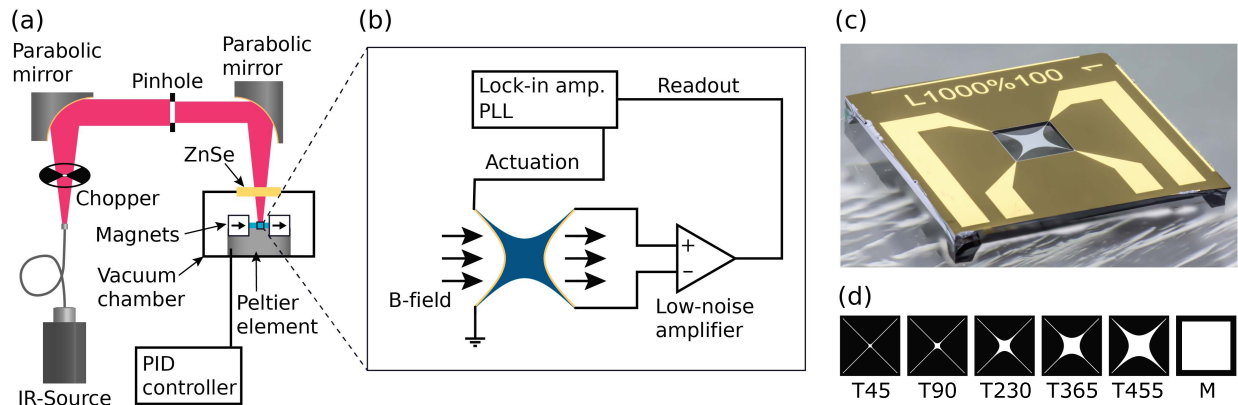 (a)
Parabolic
mirror
Pinhole
Parabolic
mirror
ZnSe
Chopper
Magnets
Vacuum
chamber
Peltier
element
PID
controller
IR-Source
(b)
Lock-in amp.
PLL
Readout
Actuation
B-field
+
−
Low-noise
amplifier
(c)
L1000%100
1
(d)
T45 T90 T230 T365 T455 M